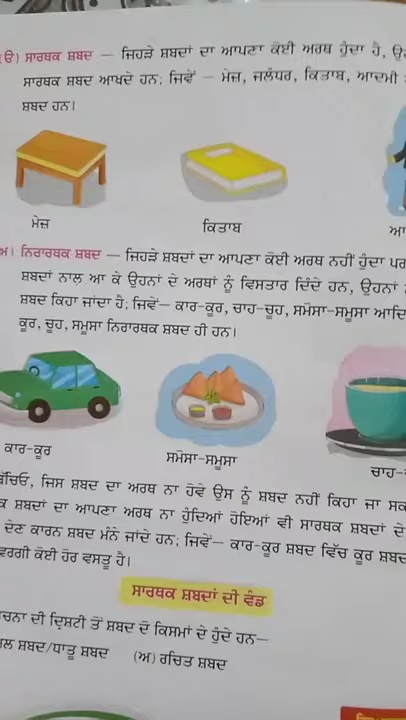 (ੳ) ਸਾਰਥਕ ਸ਼ਬਦ — ਜਿਹੜੇ ਸ਼ਬਦਾਂ ਦਾ ਆਪਣਾ ਕੋਈ ਅਰਥ ਹੁੰਦਾ ਹੈ,
ਸਾਰਥਕ ਸ਼ਬਦ ਆਖਦੇ ਹਨ; ਜਿਵੇਂ — ਮੇਜ਼, ਜਲੰਧਰ, ਕਿਤਾਬ, ਆਦਮੀ
ਸ਼ਬਦ ਹਨ।
ਮੇਜ਼ ਕਿਤਾਬ
ਨਿਰਾਰਥਕ ਸ਼ਬਦ — ਜਿਹੜੇ ਸ਼ਬਦਾਂ ਦਾ ਆਪਣਾ ਕੋਈ ਅਰਥ ਨਹੀਂ ਹੁੰਦਾ ਪਰ
ਸ਼ਬਦਾਂ ਨਾਲ਼ ਆ ਕੇ ਉਹਨਾਂ ਦੇ ਅਰਥਾਂ ਨੂੰ ਵਿਸਤਾਰ ਦਿੰਦੇ ਹਨ, ਉਹਨਾਂ
ਸ਼ਬਦ ਕਿਹਾ ਜਾਂਦਾ ਹੈ; ਜਿਵੇਂ— ਕਾਰ-ਕੂਰ, ਚਾਹ-ਚੂਹ, ਸਮੋਸਾ-ਸਮੂਸਾ ਆਦਿ
ਕੂਰ, ਚੂਹ, ਸਮੂਸਾ ਨਿਰਾਰਥਕ ਸ਼ਬਦ ਹੀ ਹਨ।
ਕਾਰ-ਕੂਰ ਸਮੋਸਾ-ਸਮੂਸਾ ਚਾਹ-
ਜਿਸ ਸ਼ਬਦ ਦਾ ਅਰਥ ਨਾ ਹੋਵੇ ਉਸ ਨੂੰ ਸ਼ਬਦ ਨਹੀਂ ਕਿਹਾ ਜਾ
ਸ਼ਬਦਾਂ ਦਾ ਆਪਣਾ ਅਰਥ ਨਾ ਹੁੰਦਿਆਂ ਹੋਇਆਂ ਵੀ ਸਾਰਥਕ ਸ਼ਬਦਾਂ ਦੇ
ਦੇਣ ਕਾਰਨ ਸ਼ਬਦ ਮੰਨੇ ਜਾਂਦੇ ਹਨ; ਜਿਵੇਂ— ਕਾਰ-ਕੂਰ ਸ਼ਬਦ ਵਿੱਚ ਕੂਰ ਸ਼ਬਦ
ਵਰਗੀ ਕੋਈ ਹੋਰ ਵਸਤੂ ਹੈ।
ਸਾਰਥਕ ਸ਼ਬਦਾਂ ਦੀ ਵੰਡ
ਦੀ ਦ੍ਰਿਸ਼ਟੀ ਤੋਂ ਸ਼ਬਦ ਦੋ ਕਿਸਮਾਂ ਦੇ ਹੁੰਦੇ ਹਨ—
ਸ਼ਬਦ/ਧਾਤੂ ਸ਼ਬਦ (ਅ) ਰਚਿਤ ਸ਼ਬਦ